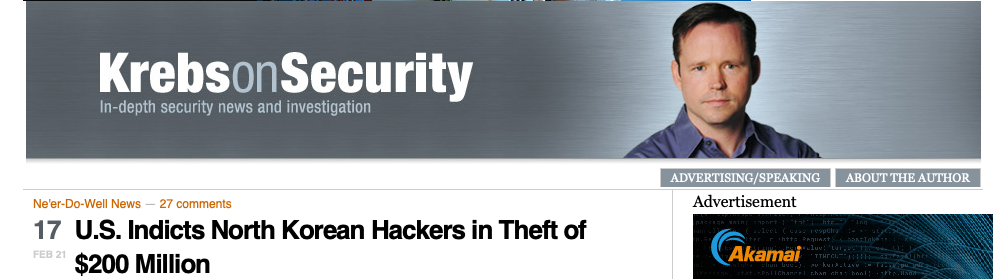 KrebsonSecurity
In-depth security news and investigation
ADVERTISING/SPEAKING ABOUT THE AUTHOR
Ne'er-Do-Well News — 27 comments
17
FEB 21
U.S. Indicts North Korean Hackers in Theft of
$200 Million
Advertisement
Akamai